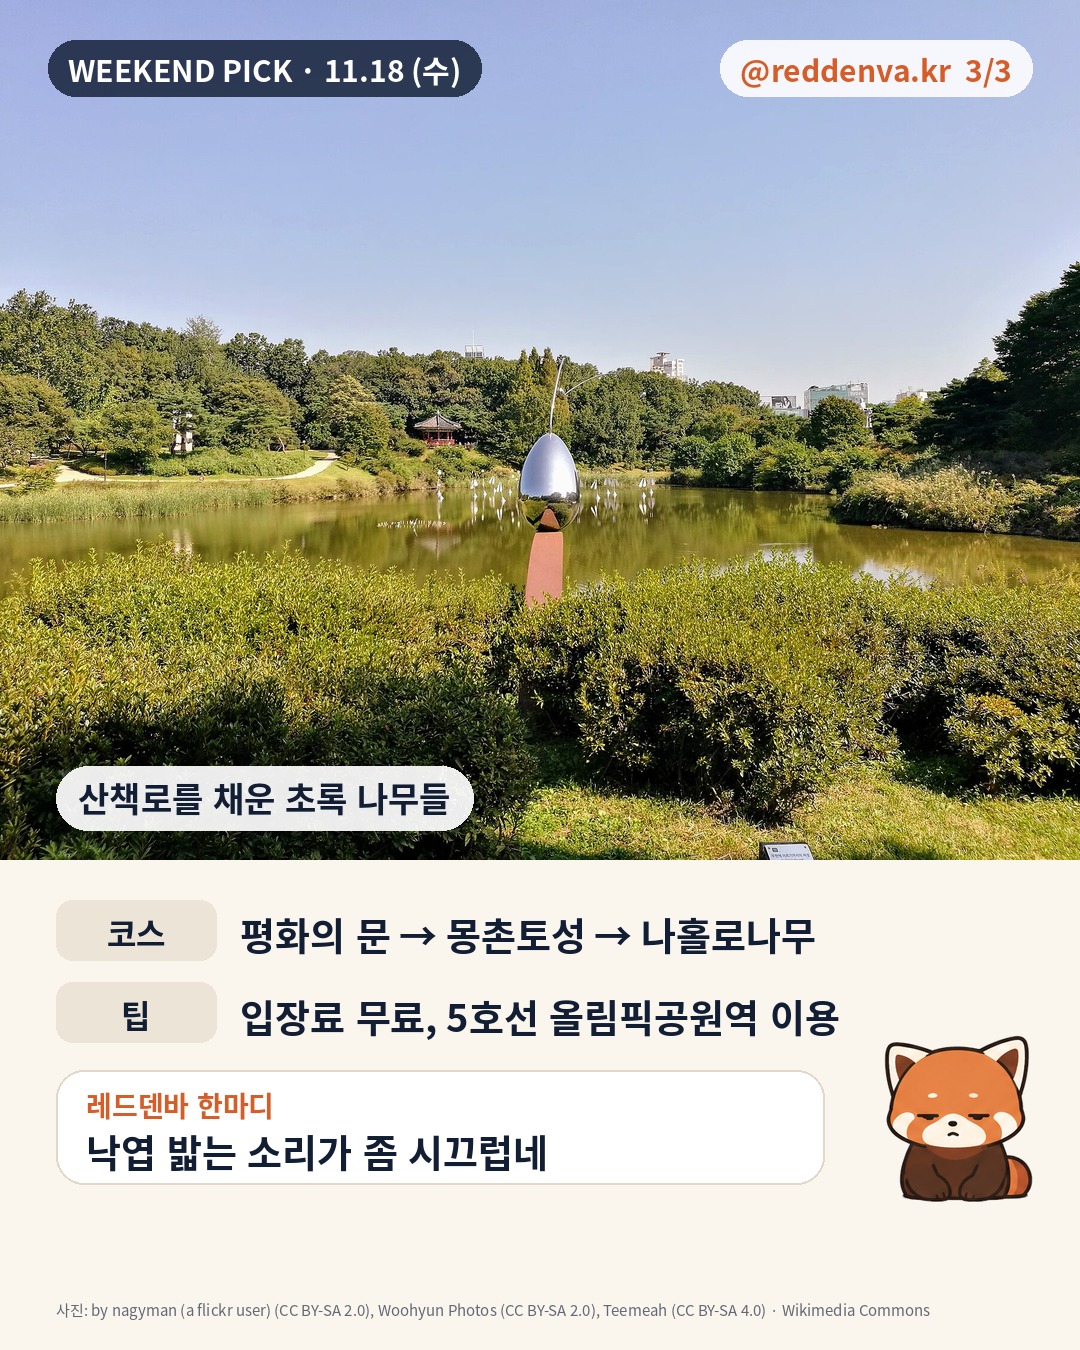 WEEKEND PICK · 11.18 (수)
@reddenva.kr 3/3
산책로를 채운 초록 나무들
코스
평화의 문 → 몽촌토성 → 나홀로나무
팁
입장료 무료, 5호선 올림픽공원역 이용
레드덴바 한마디
낙엽 밟는 소리가 좀 시끄럽네
사진: by nagyman (a flickr user) (CC BY-SA 2.0), Woohyun Photos (CC BY-SA 2.0), Teemeah (CC BY-SA 4.0) · Wikimedia Commons